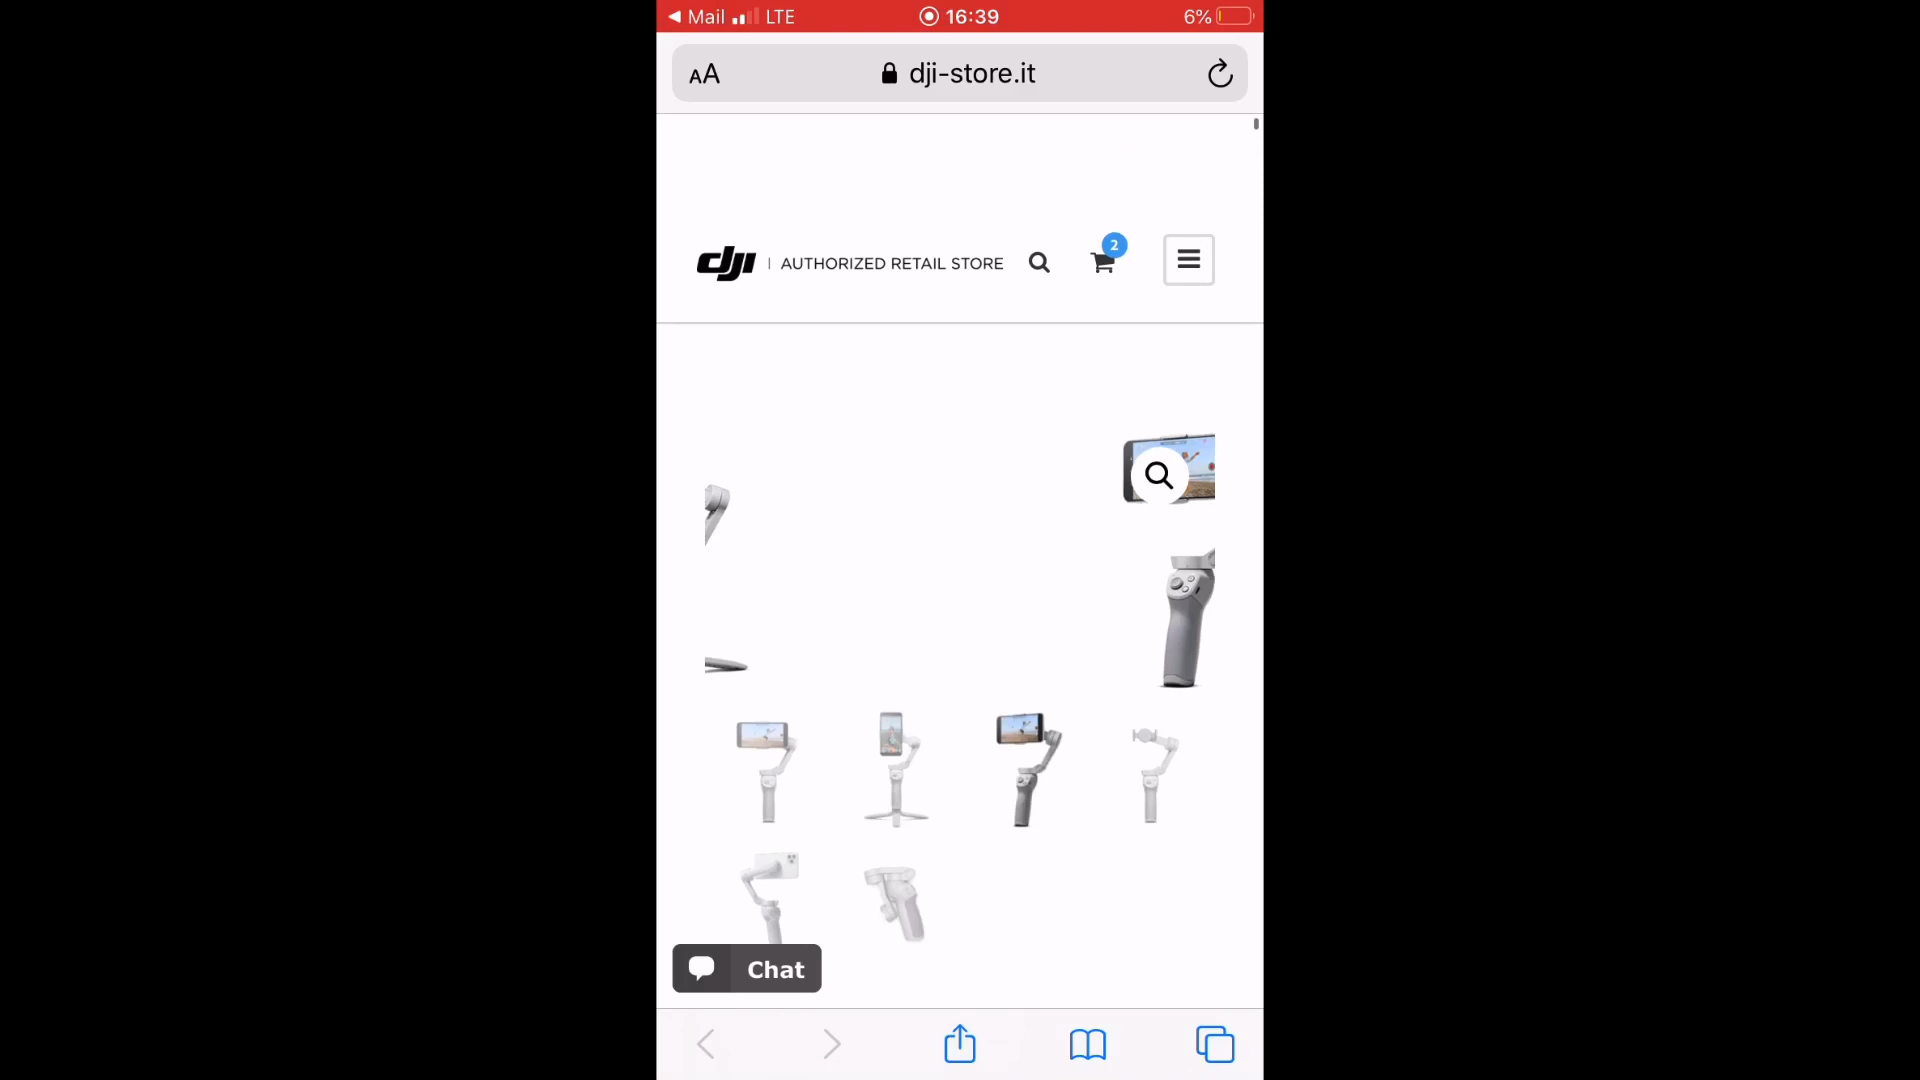 Mail LTE 16:39 6%
AA dji-store.it
dji AUTHORIZED RETAIL STORE 2
Chat